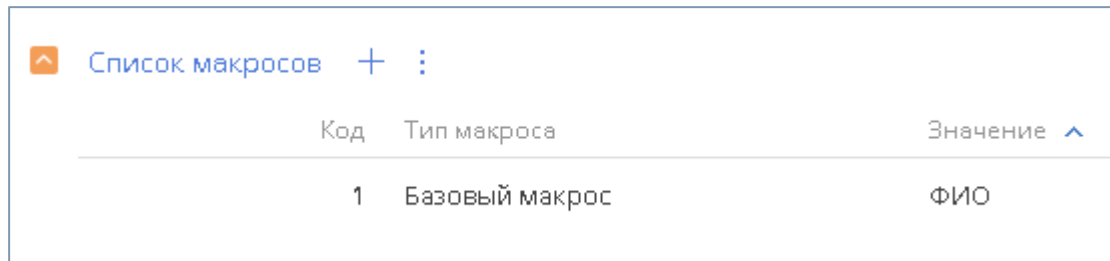 Список макросов
Код Тип макроса Значение
1 Базовый макрос ФИО